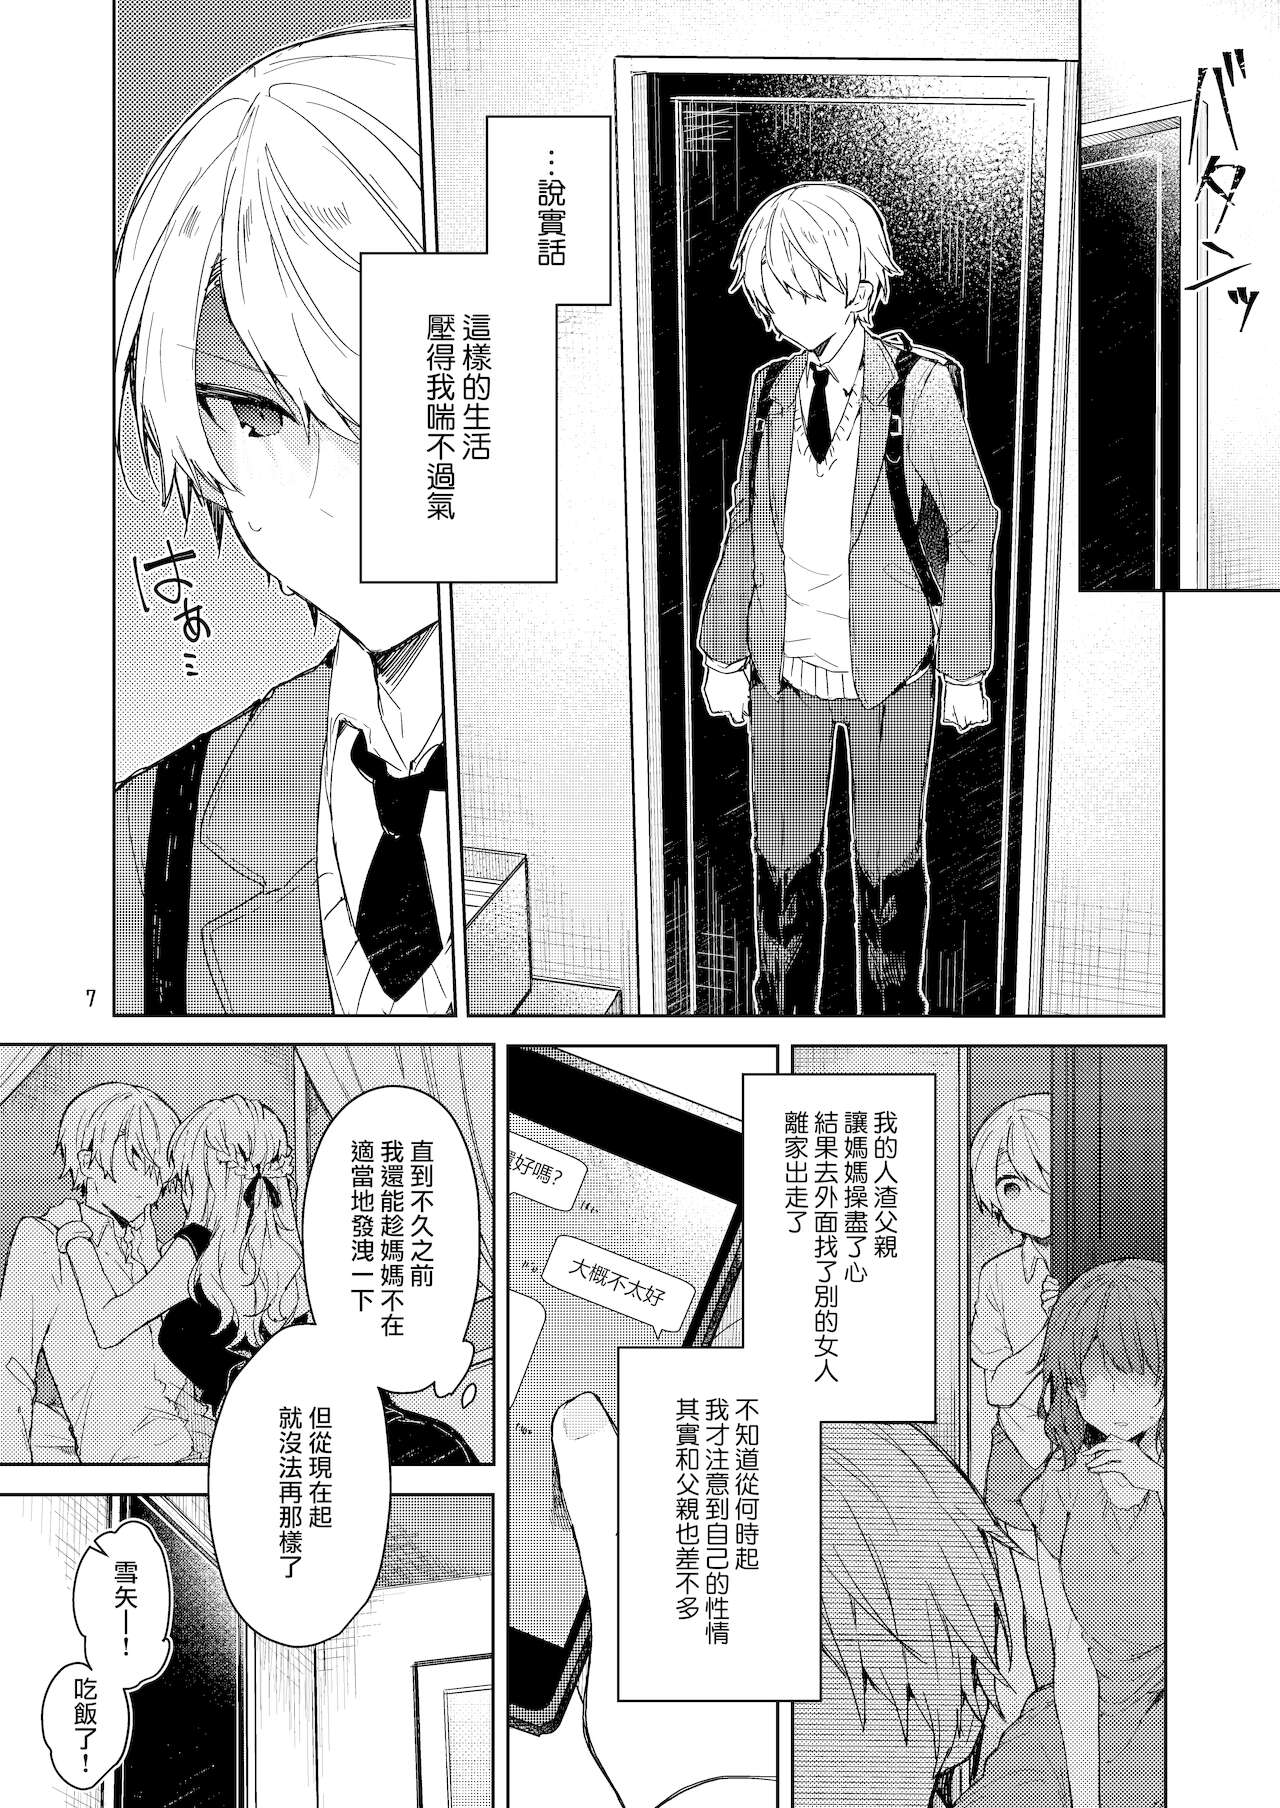 バタンッ
…說實話
這樣的生活
壓得我喘不過氣
はぁ…
7
我的人渣父親
讓媽媽操盡了心
結果去外面找了別的女人
離家出走了
不知道從何時起
我才注意到自己的性情
其實和父親也差不多
還好嗎?
大概不太好
直到不久之前
我還能趁媽媽不在
適當地發洩一下
但從現在起
就沒法再那樣了
雪矢—!
吃飯了!